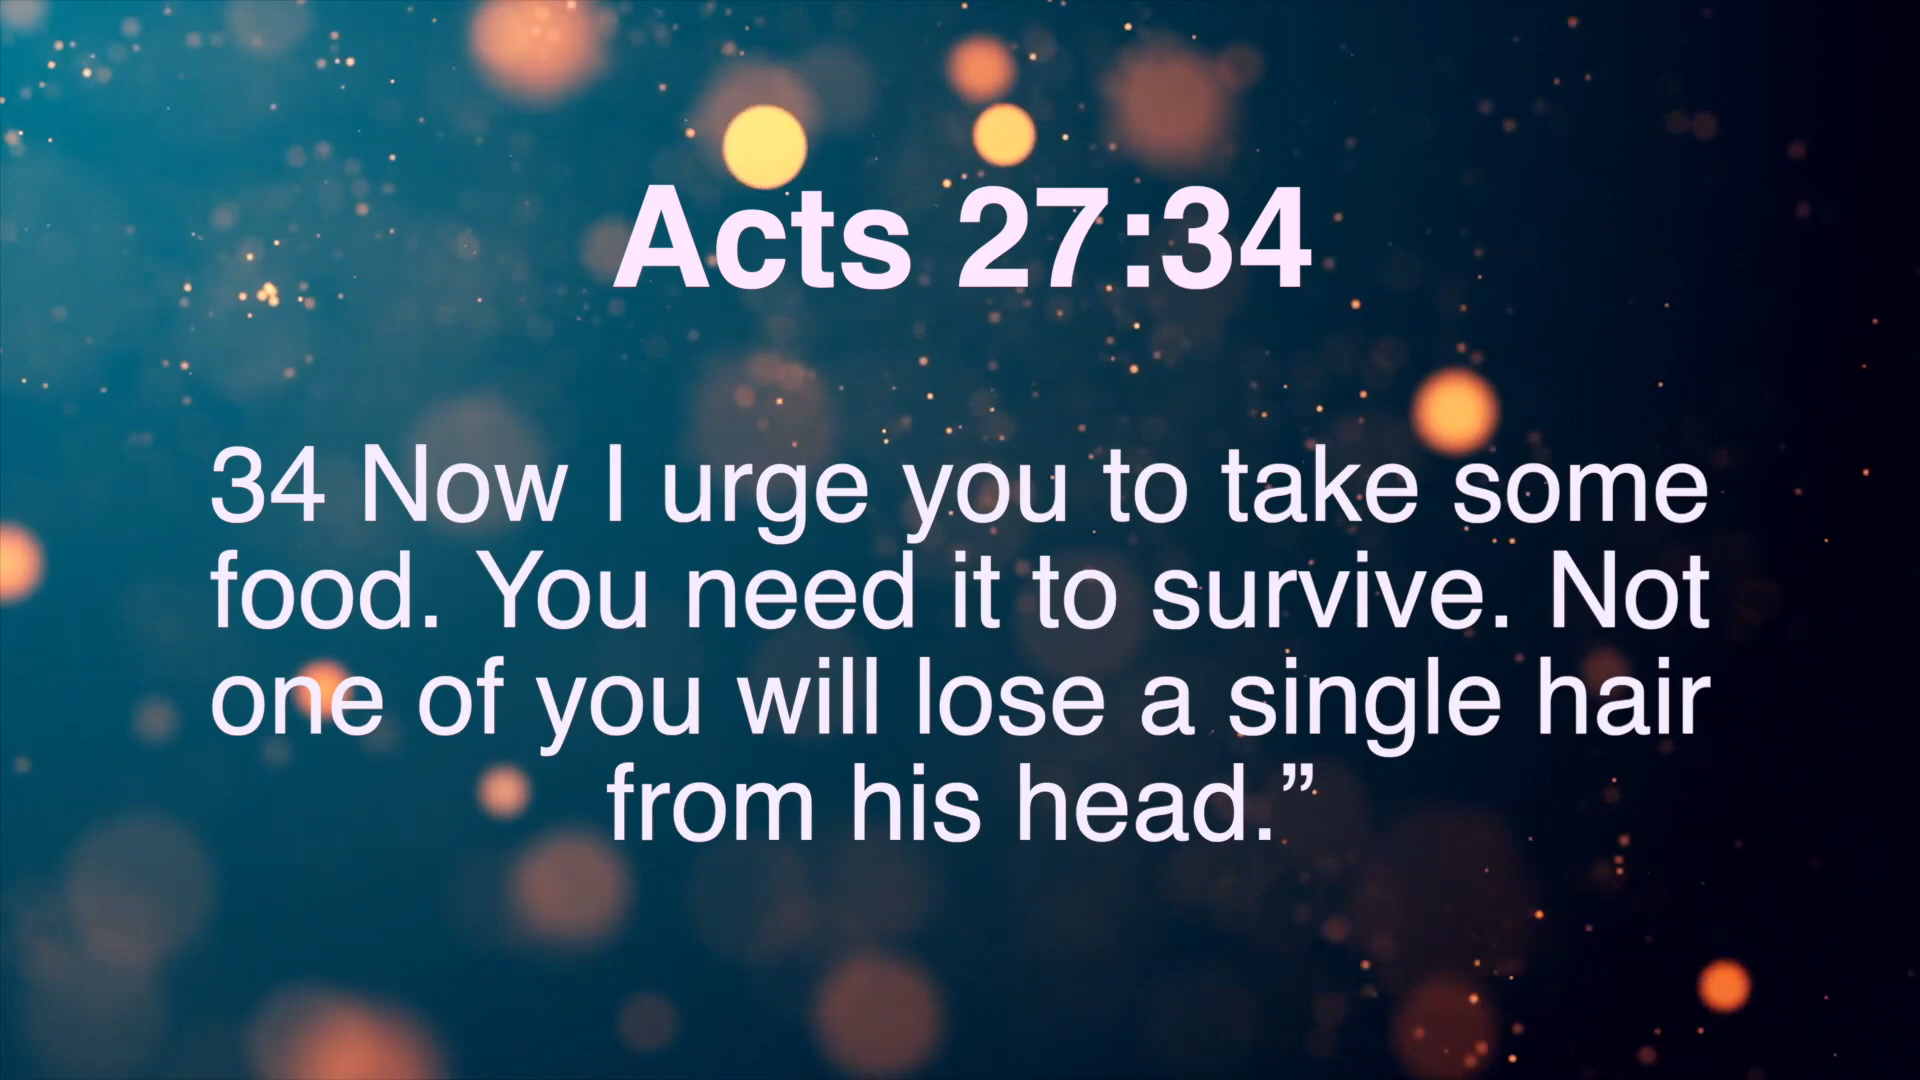 Acts 27:34
34 Now I urge you to take some
food. You need it to survive. Not
one of you will lose a single hair
from his head.”